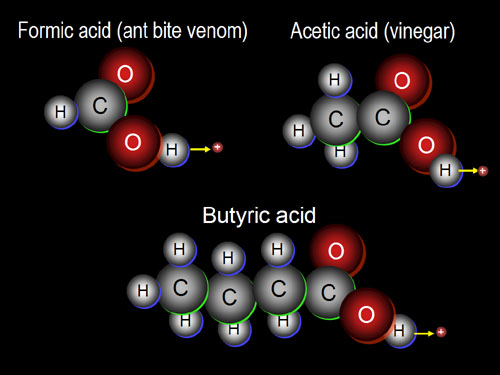 Formic acid (ant bite venom)
Acetic acid (vinegar)
O
H C
O
H +
H
O
C C
H
H
O
H +
Butyric acid
H H H
O
H C C C C
H H H
O
H +